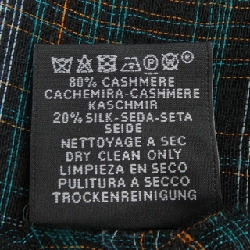 80% CASHMERE
CACHEMIRA-CASHMERE
KASCHMIR
20% SILK-SEDA-SETA
SEIDE
NETTOYAGE A SEC
DRY CLEAN ONLY
LIMPIEZA EN SECO
PULITURA A SECCO
TROCKENREINIGUNG